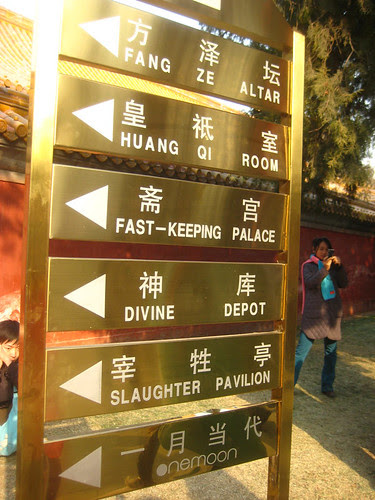 方 泽 坛
FANG ZE ALTAR
皇 祇 室
HUANG QI ROOM
斋 宫
FAST-KEEPING PALACE
神 库
DIVINE DEPOT
宰 牲 亭
SLAUGHTER PAVILION
一 月 当 代
onemoon